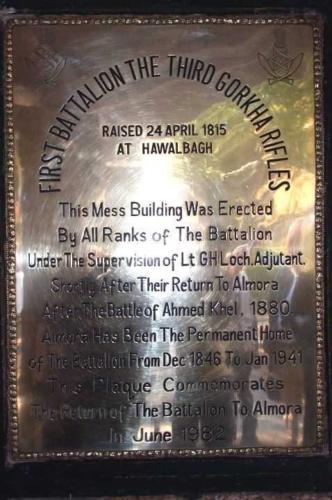 FIRST BATTALION THE THIRD GORKHA RIFLES
RAISED 24 APRIL 1815
AT HAWALBAGH
This Mess Building Was Erected
By All Ranks of The Battalion
Under The Supervision of Lt GH Loch, Adjutant.
Shortly After Their Return To Almora
After The Battle of Ahmed Khel, 1880.
Almora Has Been The Permanent Home
of The Battalion From Dec 1846 To Jan 1941
This Plaque Commemorates
The Return of The Battalion To Almora
In June 1982